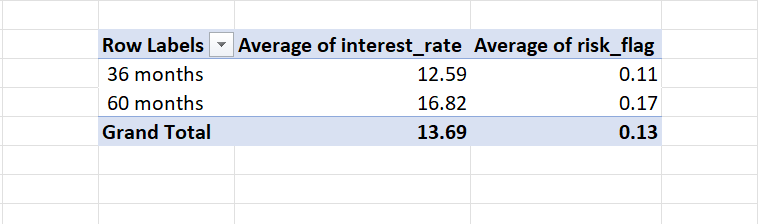 Row Labels Average of interest_rate Average of risk_flag
36 months 12.59 0.11
60 months 16.82 0.17
Grand Total 13.69 0.13